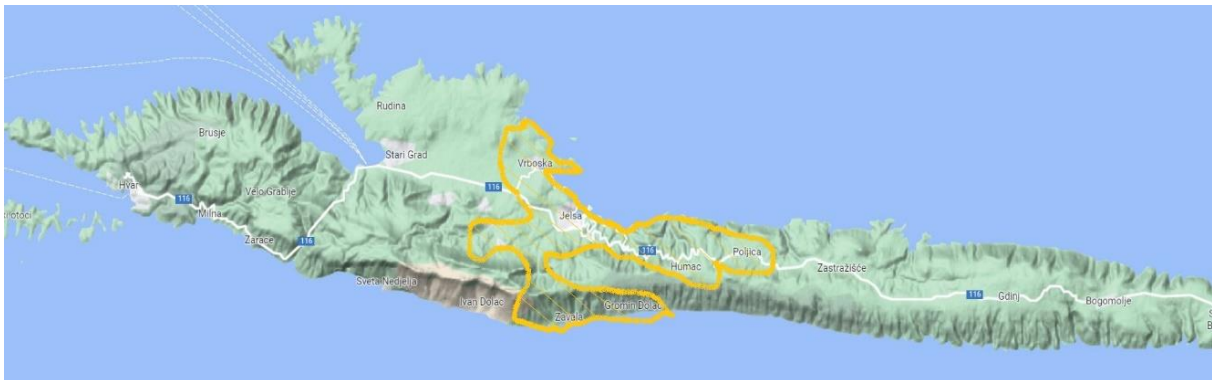 Rudina
Brusje
Stari Grad
Vrboska
116
Hvar
Velo Grablje
116
Milna
Jelsa
Zarace
116
116
Poljica
Humac
Zastražišće
Sveta Nedjelja
Ivan Dolac
Gromin Dolac
Zavala
116
Gdinj
Bogomolje